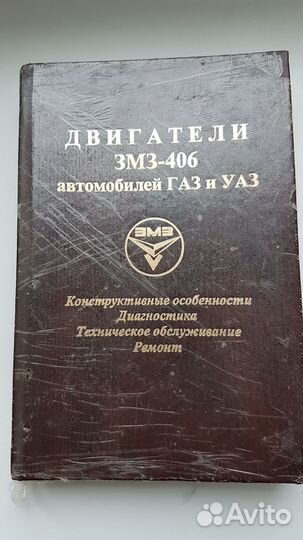 ДВИГАТЕЛИ
ЗМЗ-406
автомобилей ГАЗ и УАЗ
ЗМЗ
Конструктивные особенности
Диагностика
Техническое обслуживание
Ремонт
Avito